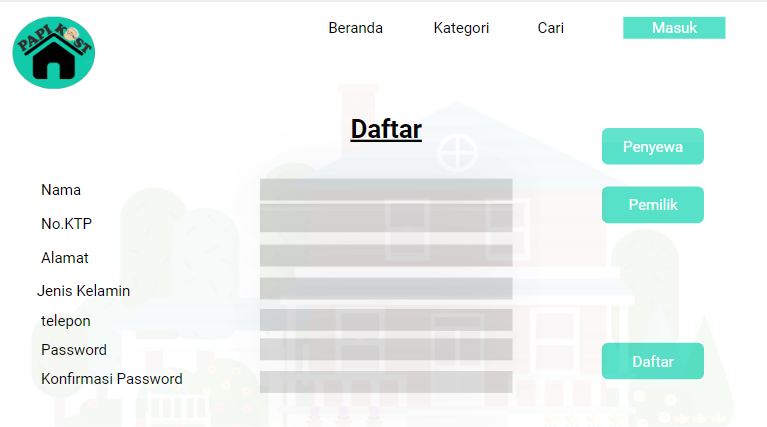 PAPI KOST
Beranda Kategori Cari Masuk
Daftar
Penyewa
Nama
Pemilik
No.KTP
Alamat
Jenis Kelamin
telepon
Password
Daftar
Konfirmasi Password